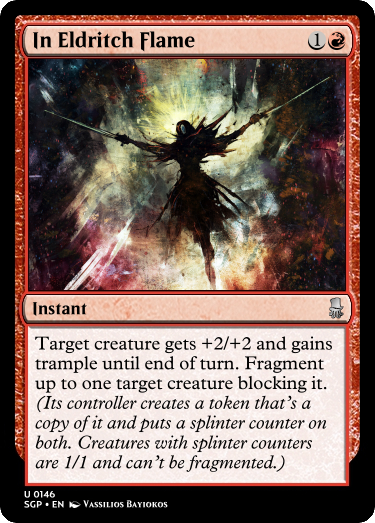 In Eldritch Flame 1
Instant
Target creature gets +2/+2 and gains
trample until end of turn. Fragment
up to one target creature blocking it.
(Its controller creates a token that's a
copy of it and puts a splinter counter on
both. Creatures with splinter counters
are 1/1 and can't be fragmented.)
U 0146
SGP • EN Vassilios Bayiokos